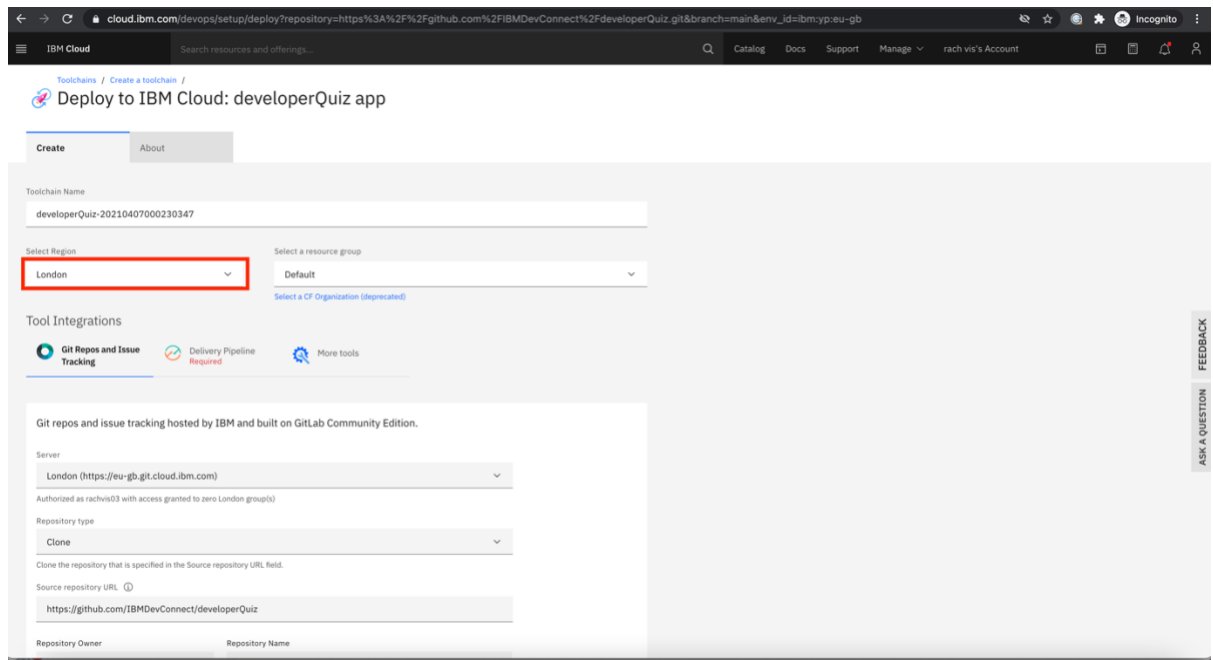 cloud.ibm.com/devops/setup/deploy?repository=https%3A%2F%2Fgithub.com%2FIBMDevConnect%2FdeveloperQuiz.git&branch=main&env_id=ibm:yp:eu-gb
Incognito
IBM Cloud
Search resources and offerings...
Catalog
Docs
Support
Manage
rach vis's Account
Toolchains / Create a toolchain /
Deploy to IBM Cloud: developerQuiz app
Create
About
Toolchain Name
developerQuiz-20210407000230347
Select Region
Select a resource group
London
Default
Select a CF Organization (deprecated)
Tool Integrations
Git Repos and Issue
Tracking
Delivery Pipeline
Required
More tools
FEEDBACK
ASK A QUESTION
Git repos and issue tracking hosted by IBM and built on GitLab Community Edition.
Server
London (https://eu-gb.git.cloud.ibm.com)
Authorized as rachvis03 with access granted to zero London group(s)
Repository type
Clone
Clone the repository that is specified in the Source repository URL field.
Source repository URL
https://github.com/IBMDevConnect/developerQuiz
Repository Owner
Repository Name